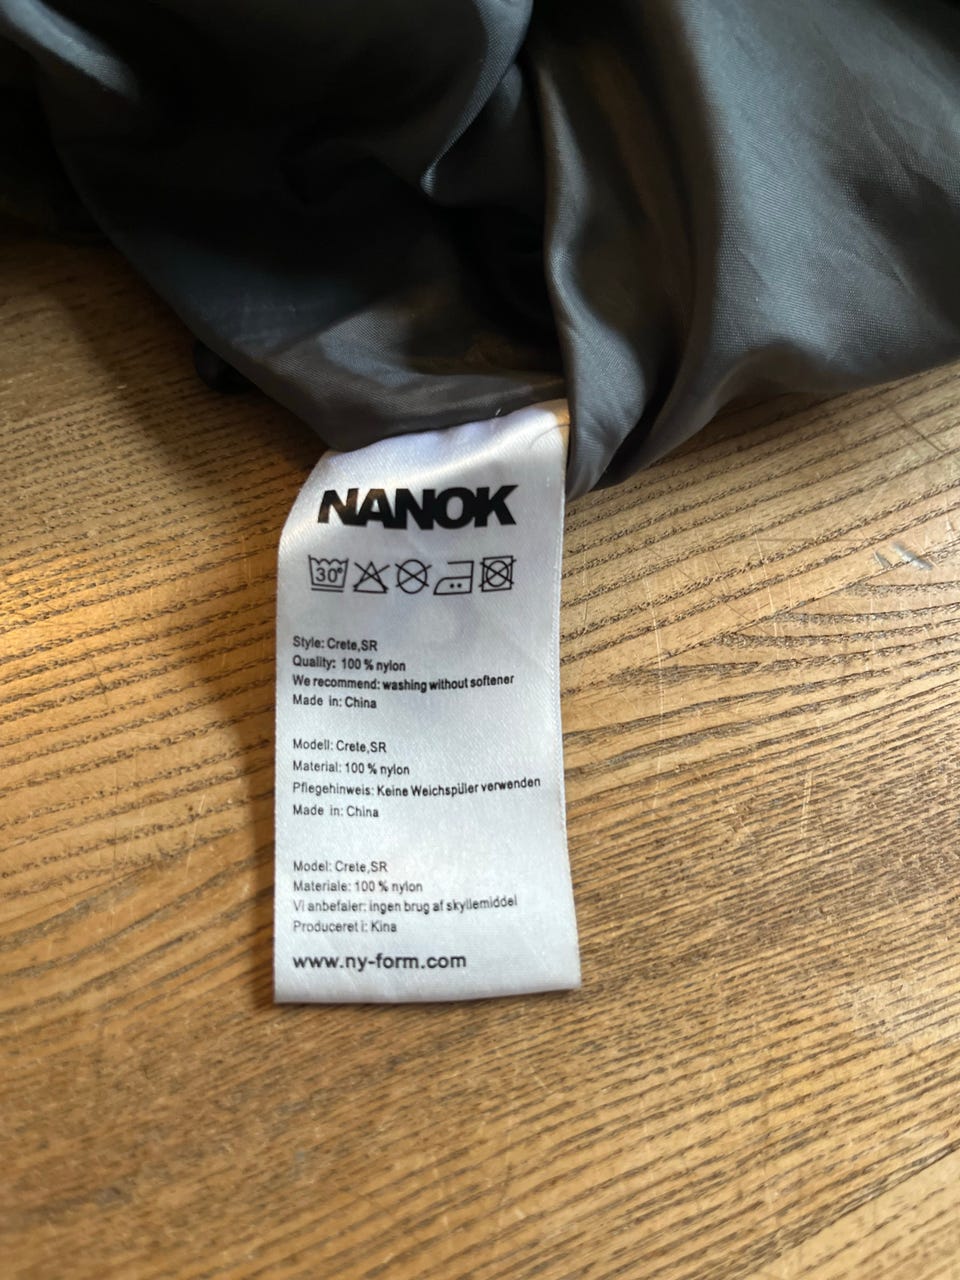 NANOK
30°
Style: Crete,SR
Quality: 100 % nylon
We recommend: washing without softener
Made in: China
Modell: Crete,SR
Material: 100 % nylon
Pflegehinweis: Keine Weichspüler verwenden
Made in: China
Model: Crete,SR
Materiale: 100 % nylon
Vi anbefaler: ingen brug af skyllemiddel
Produceret i: Kina
www.ny-form.com